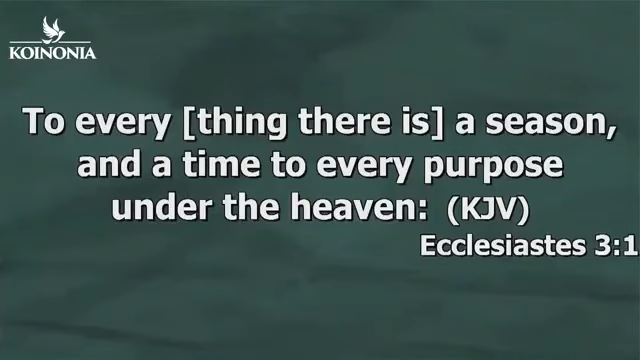 KOINONIA
To every [thing there is] a season,
and a time to every purpose
under the heaven: (KJV)
Ecclesiastes 3:1